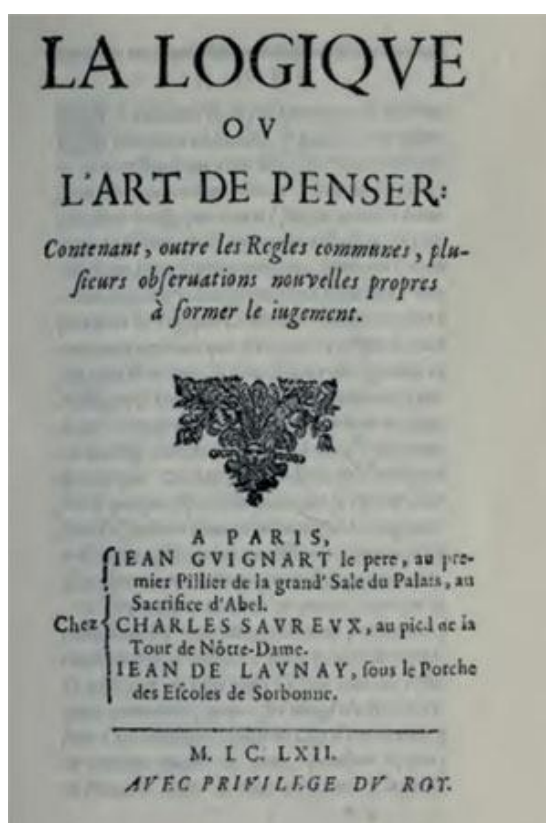 LA LOGIQVE
OV
L'ART DE PENSER:
Contenant, outre les Regles communes, plu-
ſieurs obſeruations nouvelles propres
à former le iugement.
A PARIS,
IEAN GVIGNART le pere, au pre-
mier Pillier de la grand' Sale du Palais, au
Sacrifice d'Abel.
Chez CHARLES SAVREVX, au pied de la
Tour de Nôtre-Dame.
IEAN DE LAVNAY, ſous le Porche
des Eſcoles de Sorbonne.
M. D C. LXII.
AVEC PRIVILEGE DV ROY.